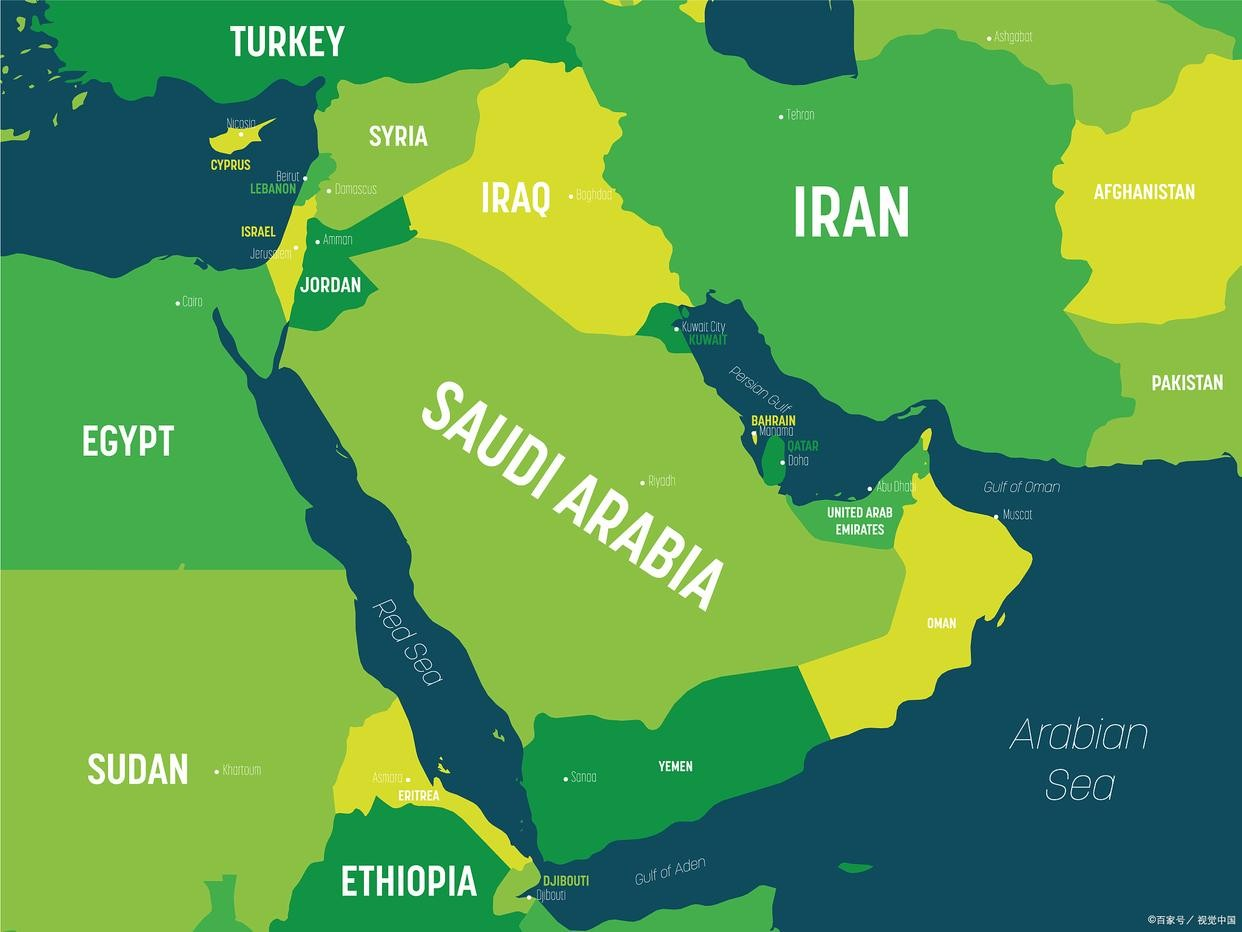 TURKEY
Ashgabat
Tehran
Nicosia
SYRIA
CYPRUS
Beirut
LEBANON
Damascus
IRAQ
Baghdad
IRAN
AFGHANISTAN
ISRAEL
Jerusalem
Amman
JORDAN
Cairo
Kuwait City
KUWAIT
Persian Gulf
PAKISTAN
EGYPT
SAUDI ARABIA
BAHRAIN
Manama
QATAR
Doha
Riyadh
Abu Dhabi
Gulf of Oman
UNITED ARAB
EMIRATES
Muscat
Red Sea
OMAN
Arabian
Sea
SUDAN
Khartoum
Asmara
ERITREA
Sanaa
YEMEN
ETHIOPIA
DJIBOUTI
Djibouti
Gulf of Aden
©百家号／视觉中国